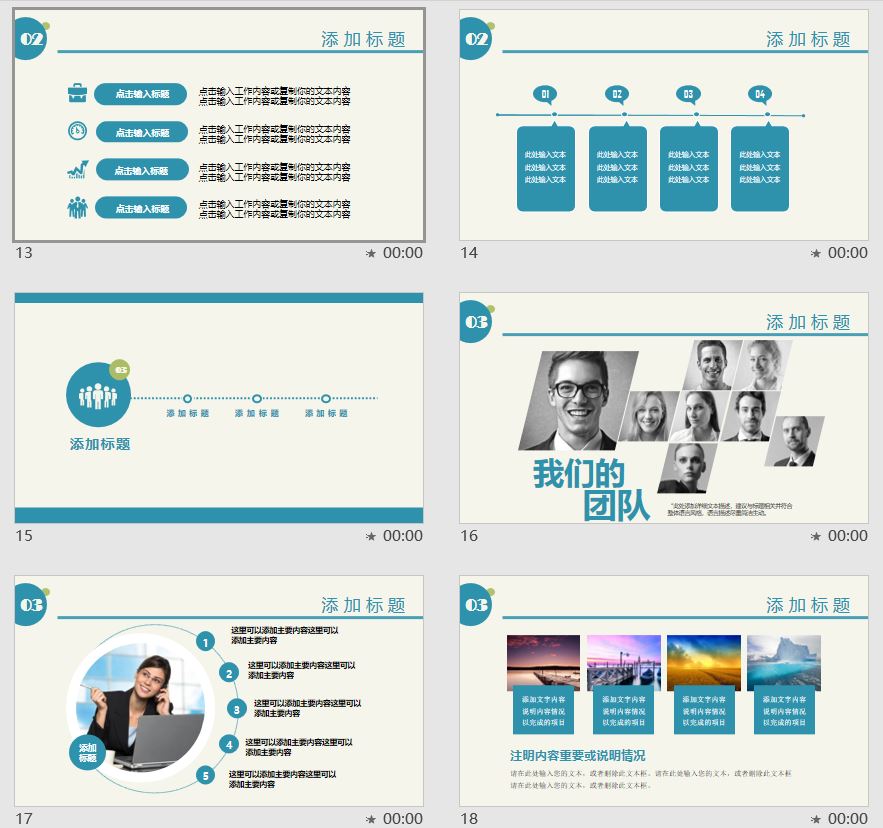 02
添加标题
点击输入标题
点击输入工作内容或复制你的文本内容
点击输入工作内容或复制你的文本内容
点击输入标题
点击输入工作内容或复制你的文本内容
点击输入工作内容或复制你的文本内容
点击输入标题
点击输入工作内容或复制你的文本内容
点击输入工作内容或复制你的文本内容
点击输入标题
点击输入工作内容或复制你的文本内容
点击输入工作内容或复制你的文本内容
13
00:00
02
添加标题
01
02
03
04
此处输入文本
此处输入文本
此处输入文本
此处输入文本
此处输入文本
此处输入文本
此处输入文本
此处输入文本
此处输入文本
此处输入文本
此处输入文本
此处输入文本
14
00:00
03
添加标题
添加标题
添加标题
添加标题
15
00:00
03
添加标题
我们的
团队
“此处添加详细文本描述，建议与标题相关并符合
整体语言风格，语言描述尽量简洁生动。
16
00:00
03
添加标题
1
这里可以添加主要内容这里可以
添加主要内容
2
这里可以添加主要内容这里可以
添加主要内容
3
这里可以添加主要内容这里可以
添加主要内容
4
这里可以添加主要内容这里可以
添加主要内容
5
这里可以添加主要内容这里可以
添加主要内容
添加
标题
17
00:00
03
添加标题
添加文字内容
说明内容情况
以完成的项目
添加文字内容
说明内容情况
以完成的项目
添加文字内容
说明内容情况
以完成的项目
添加文字内容
说明内容情况
以完成的项目
注明内容重要或说明情况
请在此处输入您的文本，或者删除此文本框。请在此处输入您的文本，或者删除此文本框
请在此处输入您的文本，或者删除此文本框。
18
00:00